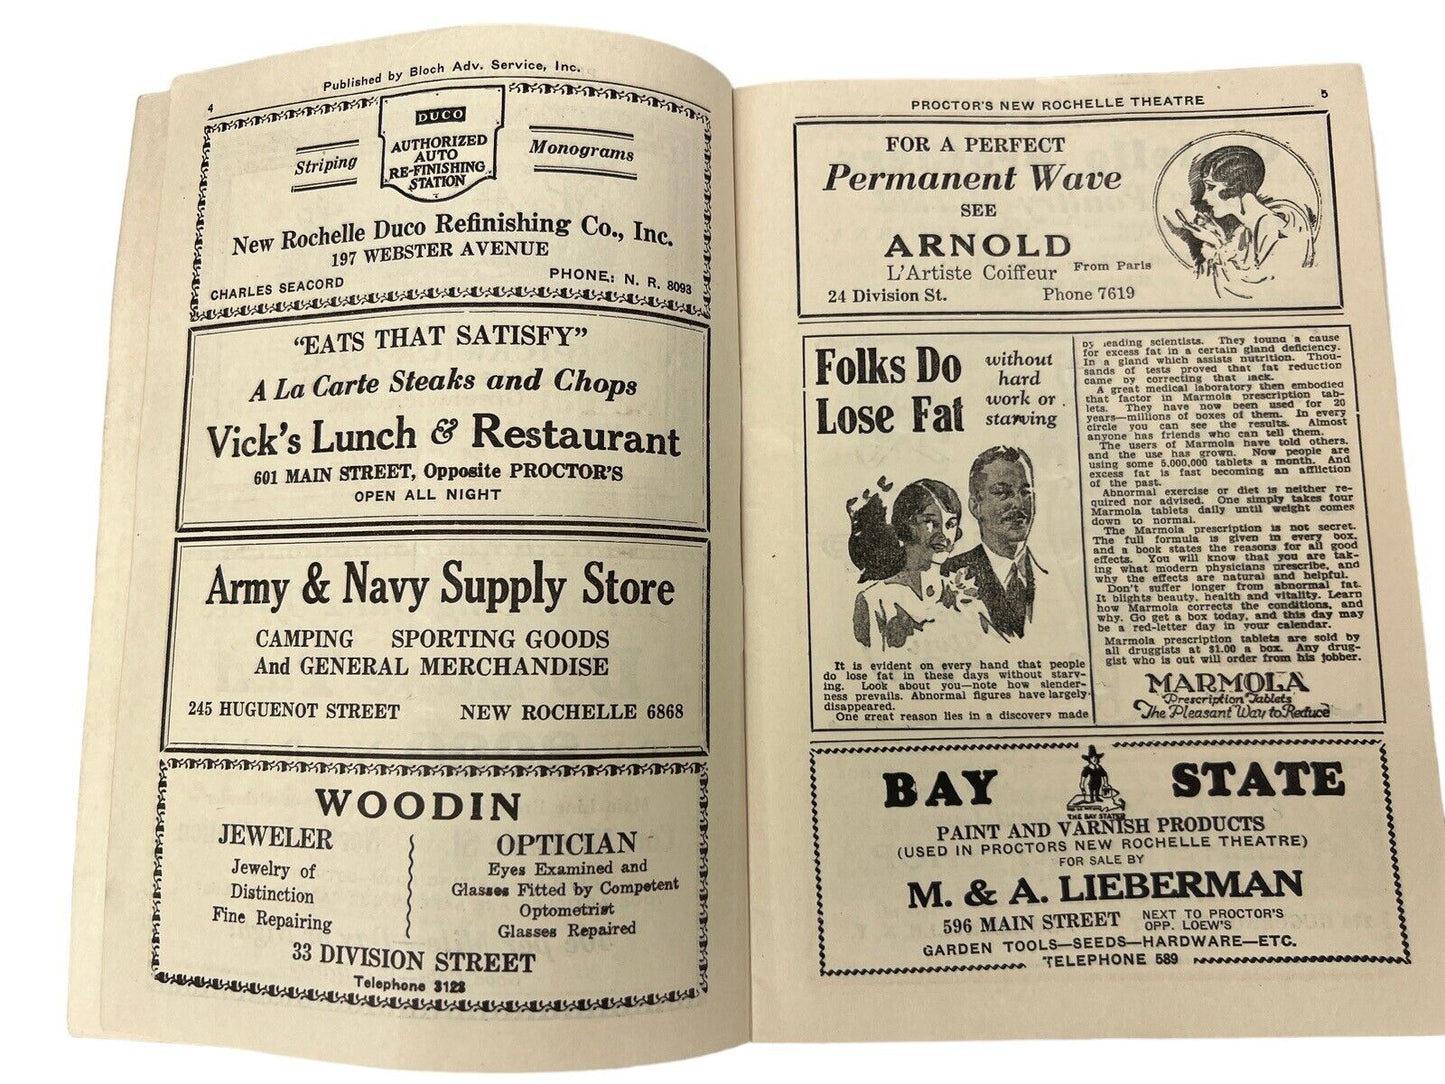 4
Published by Bloch Adv. Service, Inc.
DUCO
AUTHORIZED
AUTO
RE-FINISHING
STATION
Striping
Monograms
New Rochelle Duco Refinishing Co., Inc.
197 WEBSTER AVENUE
CHARLES SEACORD
PHONE: N. R. 8093
"EATS THAT SATISFY"
A La Carte Steaks and Chops
Vick's Lunch & Restaurant
601 MAIN STREET, Opposite PROCTOR'S
OPEN ALL NIGHT
Army & Navy Supply Store
CAMPING SPORTING GOODS
And GENERAL MERCHANDISE
245 HUGUENOT STREET NEW ROCHELLE 6868
WOODIN
JEWELER
Jewelry of
Distinction
Fine Repairing
OPTICIAN
Eyes Examined and
Glasses Fitted by Competent
Optometrist
Glasses Repaired
33 DIVISION STREET
Telephone 3123
PROCTOR'S NEW ROCHELLE THEATRE
5
FOR A PERFECT
Permanent Wave
SEE
ARNOLD
L'Artiste Coiffeur From Paris
24 Division St. Phone 7619
Folks Do
Lose Fat
without
hard
work or
starving
It is evident on every hand that people
do lose fat in these days without starv-
ing. Look about you—note how slender-
ness prevails. Abnormal figures have largely
disappeared.
One great reason lies in a discovery made
by leading scientists. They found a cause
for excess fat in a certain gland deficiency.
In a gland which assists nutrition. Thou-
sands of tests proved that fat reduction
came by correcting that lack.
A great medical laboratory then embodied
that factor in Marmola prescription tab-
lets. They have now been used for 20
years—millions of boxes of them. In every
circle you can see the results. Almost
anyone has friends who can tell them.
The users of Marmola have told others,
and the use has grown. Now people are
using some 5,000,000 tablets a month. And
excess fat is fast becoming an affliction
of the past.
Abnormal exercise or diet is neither re-
quired nor advised. One simply takes four
Marmola tablets daily until weight comes
down to normal.
The Marmola prescription is not secret.
The full formula is given in every box,
and a book states the reasons for all good
effects. You will know that you are tak-
ing what modern physicians prescribe, and
why the effects are natural and helpful.
Don't suffer longer from abnormal fat.
It blights beauty, health and vitality. Learn
how Marmola corrects the conditions, and
why. Go get a box today, and this day may
be a red-letter day in your calendar.
Marmola prescription tablets are sold by
all druggists at $1.00 a box. Any drug-
gist who is out will order from his jobber.
MARMOLA
Prescription Tablets
The Pleasant Way to Reduce
BAY STATE
THE BAY STATER
PAINT AND VARNISH PRODUCTS
(USED IN PROCTORS NEW ROCHELLE THEATRE)
FOR SALE BY
M. & A. LIEBERMAN
596 MAIN STREET
NEXT TO PROCTOR'S
OPP. LOEW'S
GARDEN TOOLS—SEEDS—HARDWARE—ETC.
TELEPHONE 589